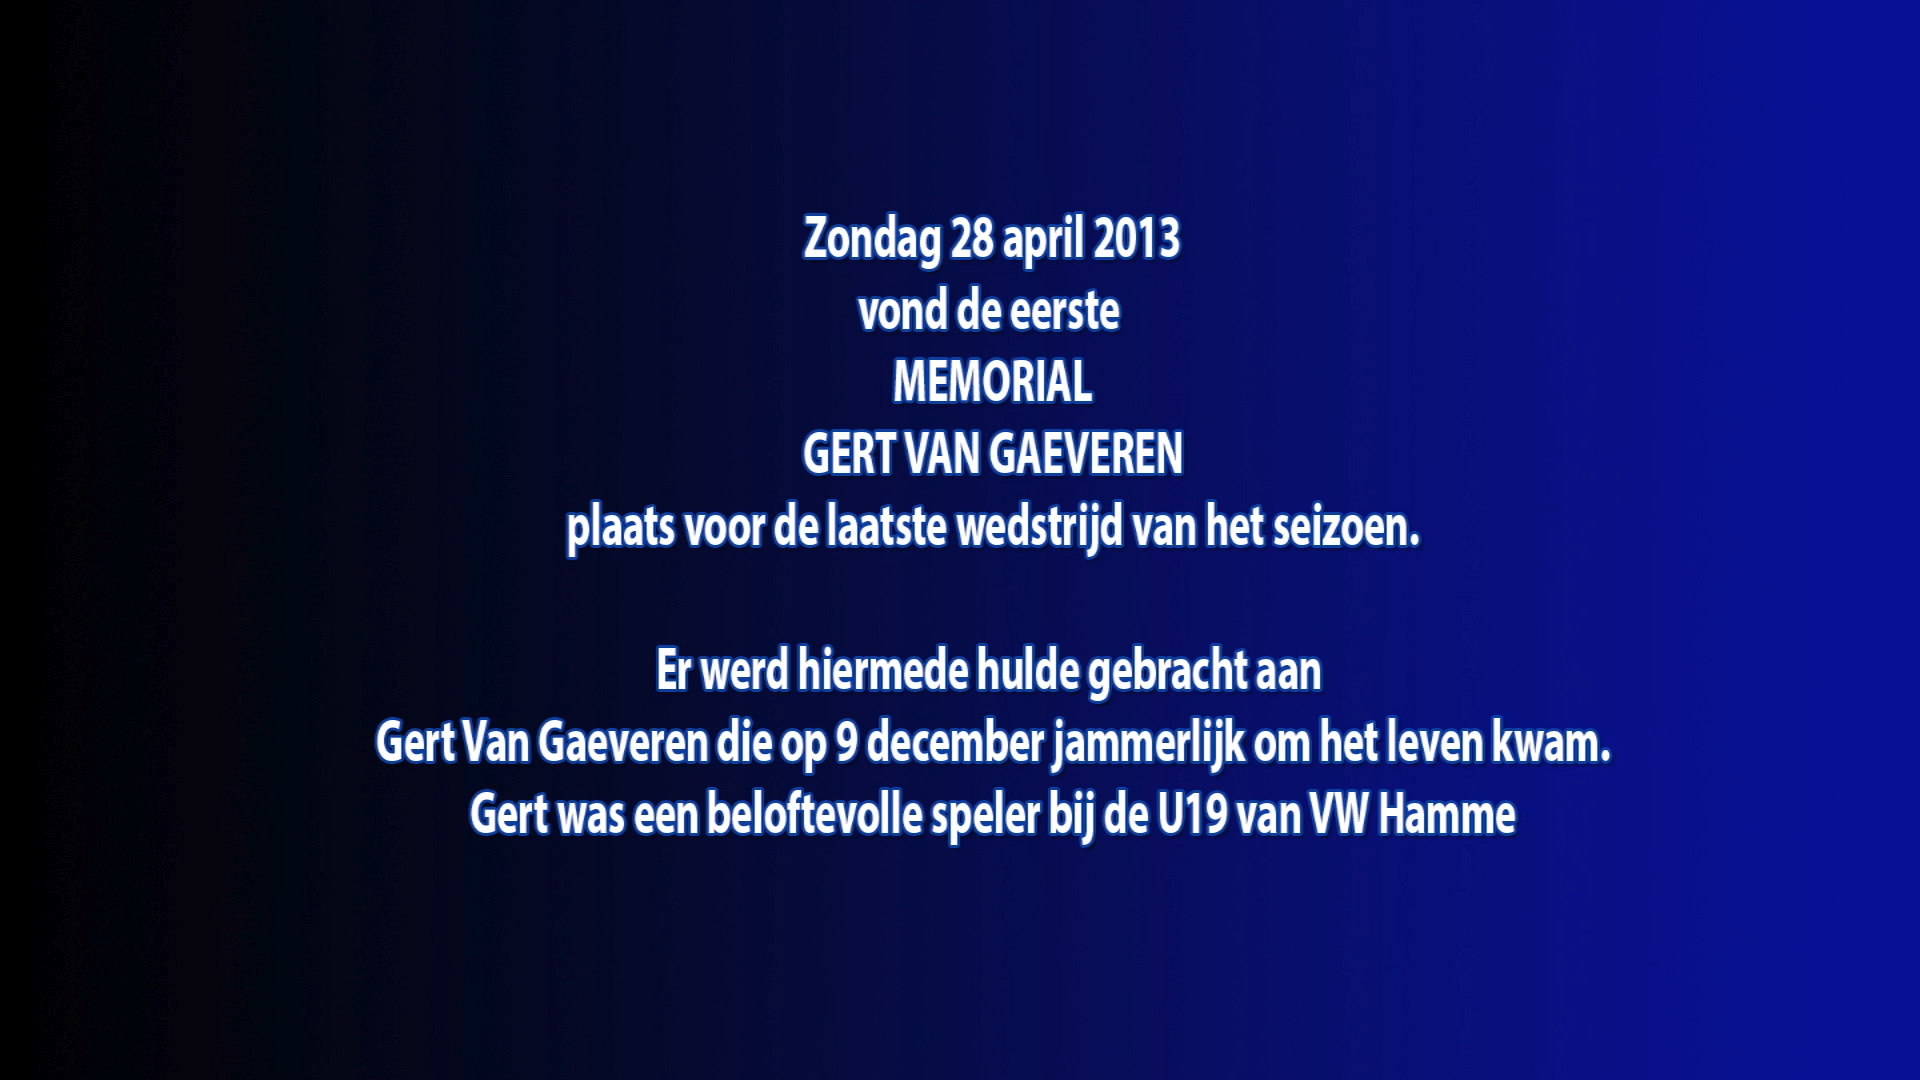 Zondag 28 april 2013
vond de eerste
MEMORIAL
GERT VAN GAEVEREN
plaats voor de laatste wedstrijd van het seizoen.
Er werd hiermede hulde gebracht aan
Gert Van Gaeveren die op 9 december jammerlijk om het leven kwam.
Gert was een beloftevolle speler bij de U19 van VW Hamme